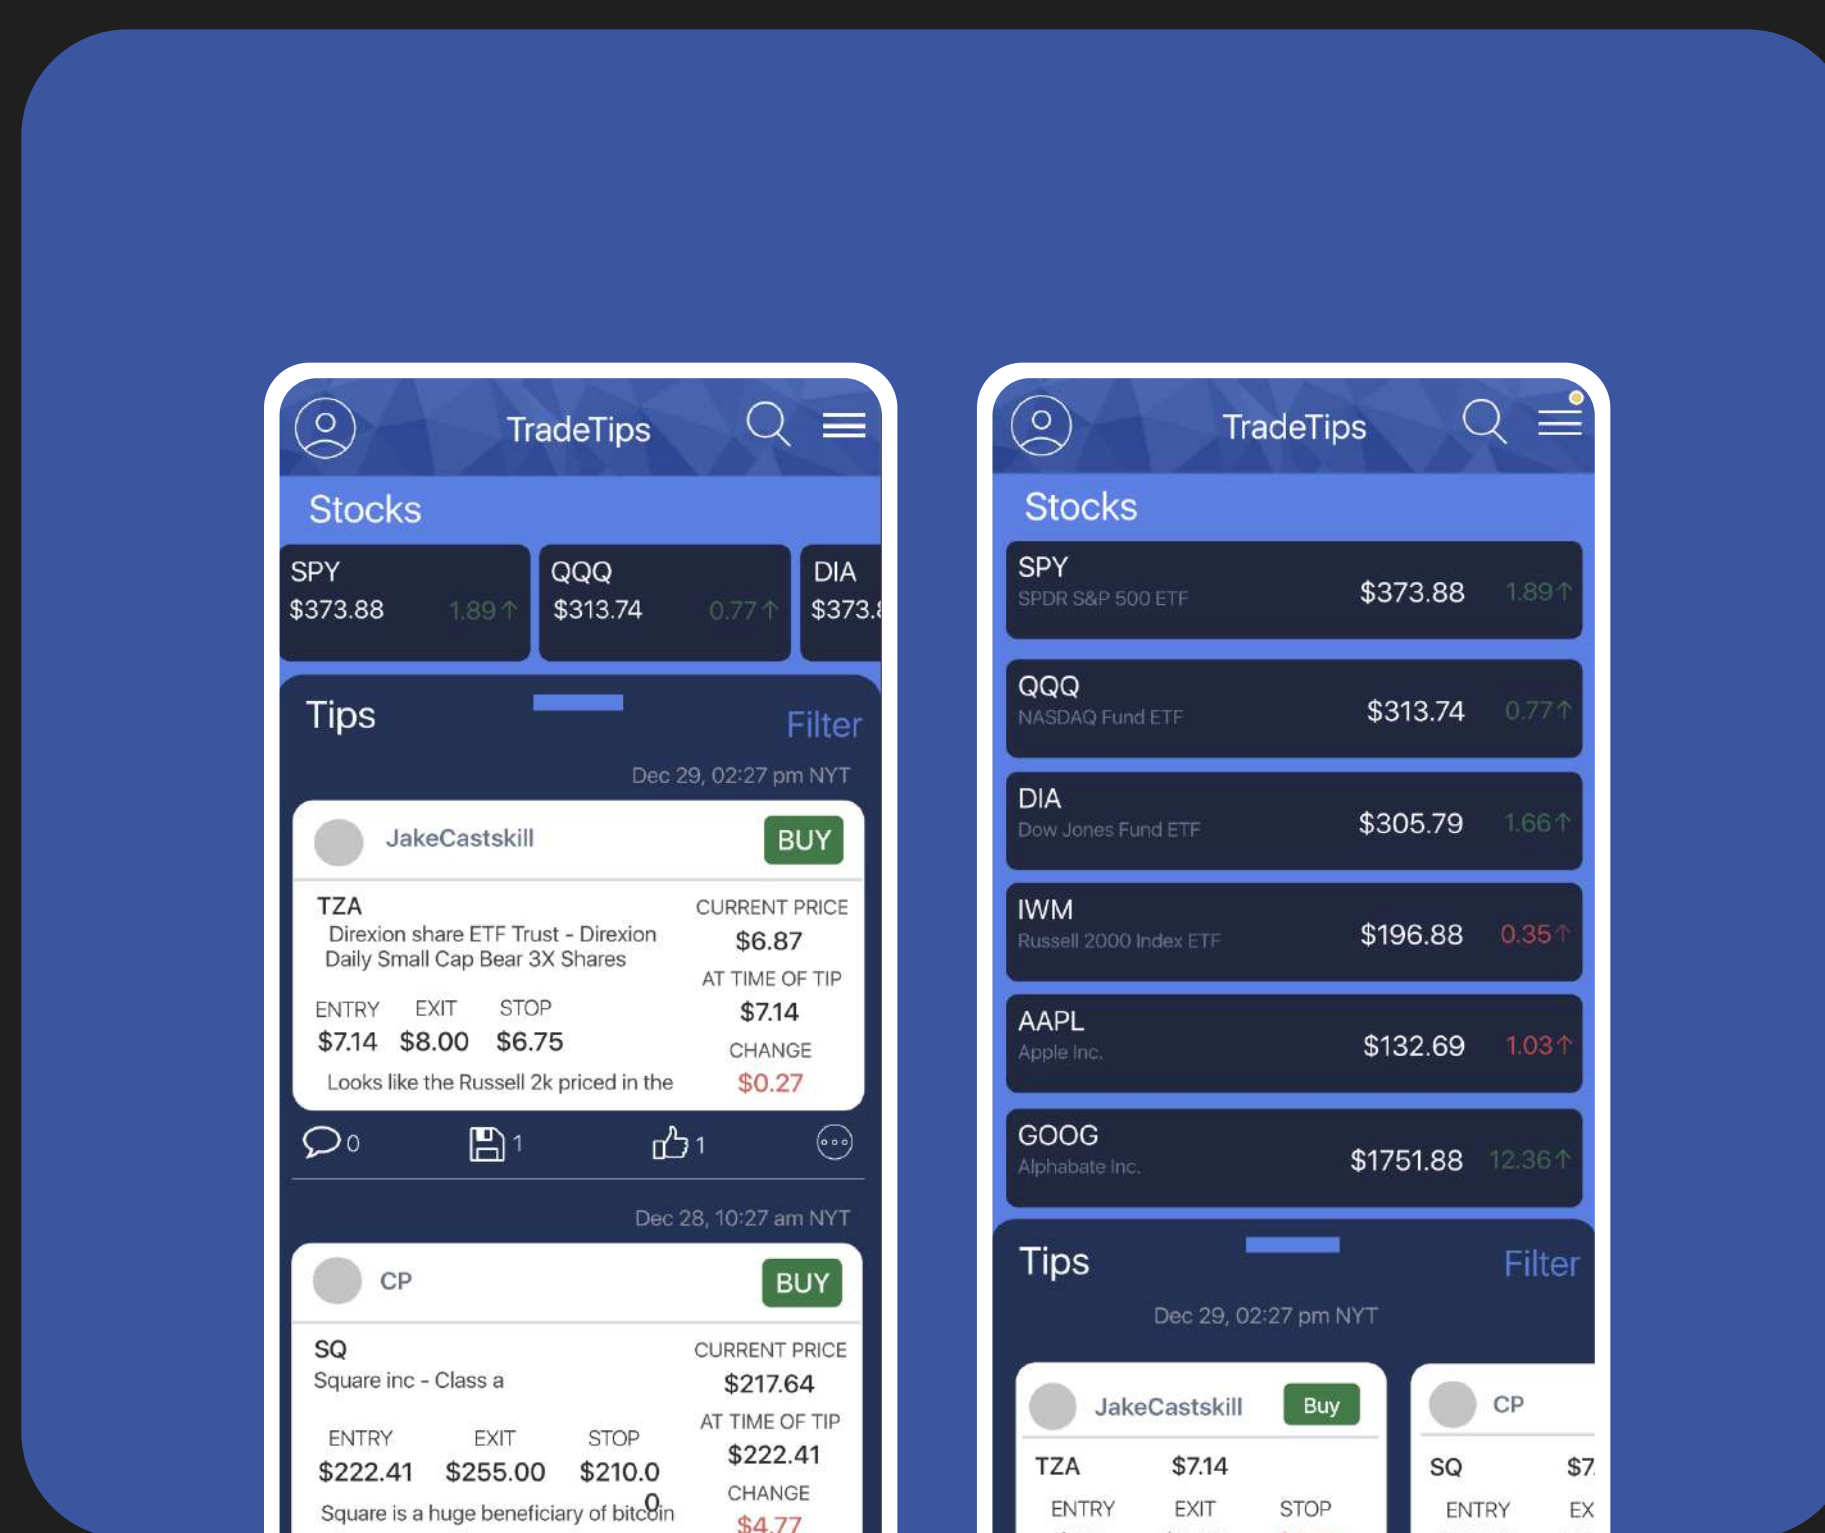 TradeTips
Stocks
SPY
$373.88 1.89↑
QQQ
$313.74 0.77↑
DIA
$373.8
Tips
Filter
Dec 29, 02:27 pm NYT
JakeCastskill
BUY
TZA
Direxion share ETF Trust - Direxion
Daily Small Cap Bear 3X Shares
ENTRY EXIT STOP
$7.14 $8.00 $6.75
Looks like the Russell 2k priced in the
CURRENT PRICE
$6.87
AT TIME OF TIP
$7.14
CHANGE
$0.27
0 1 1
Dec 28, 10:27 am NYT
CP
BUY
SQ
Square inc - Class a
ENTRY EXIT STOP
$222.41 $255.00 $210.0
0
Square is a huge beneficiary of bitcoin
CURRENT PRICE
$217.64
AT TIME OF TIP
$222.41
CHANGE
$4.77
TradeTips
Stocks
SPY
SPDR S&P 500 ETF
$373.88 1.89↑
QQQ
NASDAQ Fund ETF
$313.74 0.77↑
DIA
Dow Jones Fund ETF
$305.79 1.66↑
IWM
Russell 2000 Index ETF
$196.88 0.35↑
AAPL
Apple Inc.
$132.69 1.03↑
GOOG
Alphabate Inc.
$1751.88 12.36↑
Tips
Filter
Dec 29, 02:27 pm NYT
JakeCastskill
Buy
TZA $7.14
ENTRY EXIT STOP
CP
SQ $7.
ENTRY EX